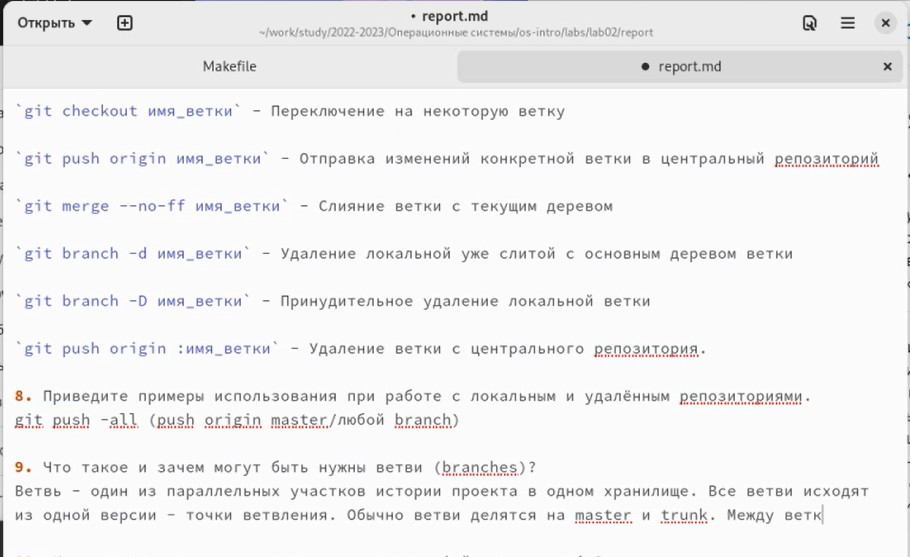 Открыть
• report.md
~/work/study/2022-2023/Операционные системы/os-intro/labs/lab02/report
Makefile
● report.md
`git checkout имя_ветки` - Переключение на некоторую ветку
`git push origin имя_ветки` - Отправка изменений конкретной ветки в центральный репозиторий
`git merge --no-ff имя_ветки` - Слияние ветки с текущим деревом
`git branch -d имя_ветки` - Удаление локальной уже слитой с основным деревом ветки
`git branch -D имя_ветки` - Принудительное удаление локальной ветки
`git push origin :имя_ветки` - Удаление ветки с центрального репозитория.
8. Приведите примеры использования при работе с локальным и удалённым репозиториями.
git push -all (push origin master/любой branch)
9. Что такое и зачем могут быть нужны ветви (branches)?
Ветвь - один из параллельных участков истории проекта в одном хранилище. Все ветви исходят
из одной версии - точки ветвления. Обычно ветви делятся на master и trunk. Между ветк